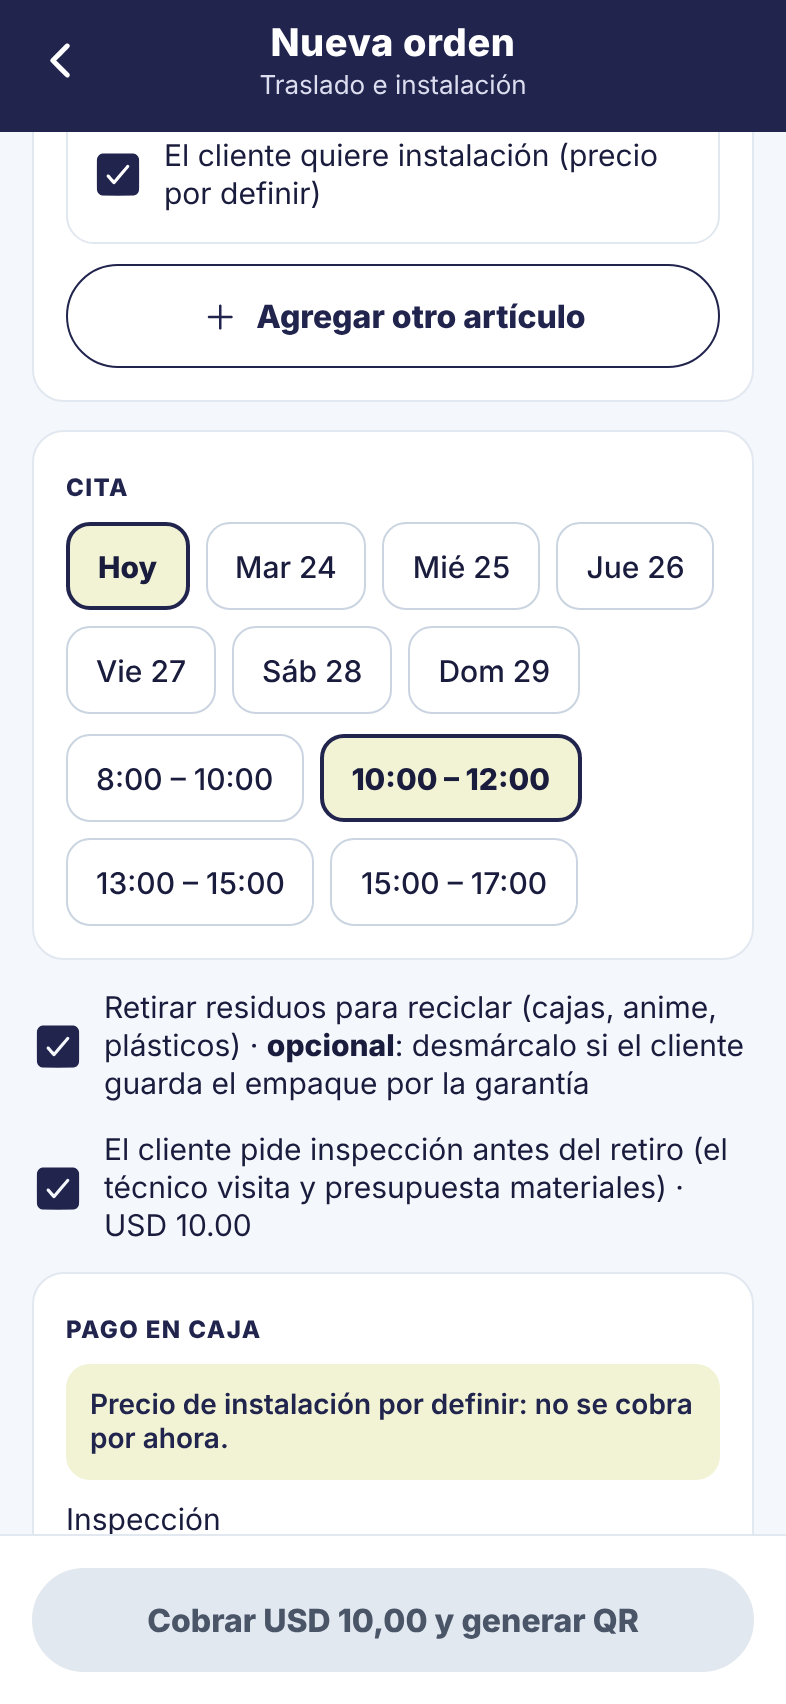 Nueva orden
Traslado e instalación
El cliente quiere instalación (precio
por definir)
Agregar otro artículo
CITA
Hoy
Mar 24
Mié 25
Jue 26
Vie 27
Sáb 28
Dom 29
8:00 – 10:00
10:00 – 12:00
13:00 – 15:00
15:00 – 17:00
Retirar residuos para reciclar (cajas, anime,
plásticos) · opcional: desmárcalo si el cliente
guarda el empaque por la garantía
El cliente pide inspección antes del retiro (el
técnico visita y presupuesta materiales) ·
USD 10.00
PAGO EN CAJA
Precio de instalación por definir: no se cobra
por ahora.
Inspección
Cobrar USD 10,00 y generar QR